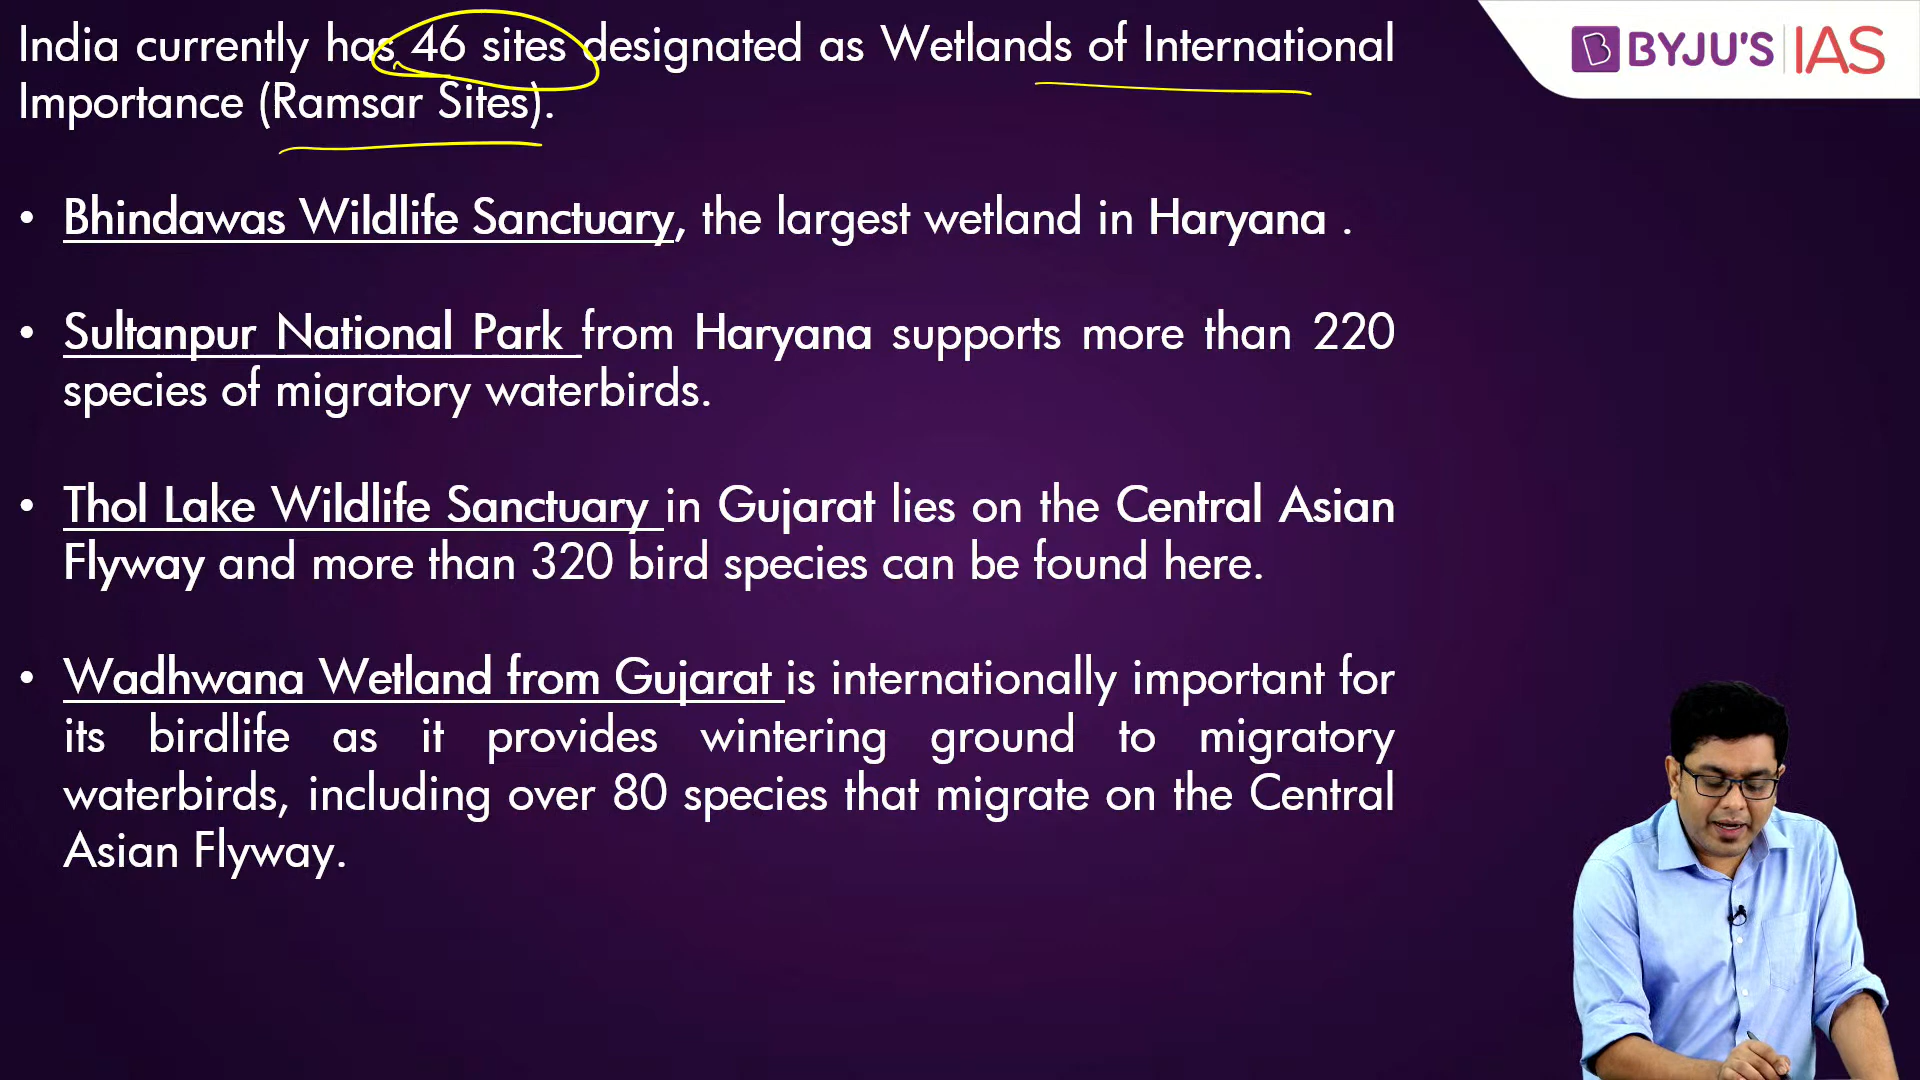 India currently has 46 sites designated as Wetlands of International
Importance (Ramsar Sites).
BYJU'S IAS
• Bhindawas Wildlife Sanctuary, the largest wetland in Haryana .
• Sultanpur National Park from Haryana supports more than 220
species of migratory waterbirds.
• Thol Lake Wildlife Sanctuary in Gujarat lies on the Central Asian
Flyway and more than 320 bird species can be found here.
• Wadhwana Wetland from Gujarat is internationally important for
its birdlife as it provides wintering ground to migratory
waterbirds, including over 80 species that migrate on the Central
Asian Flyway.